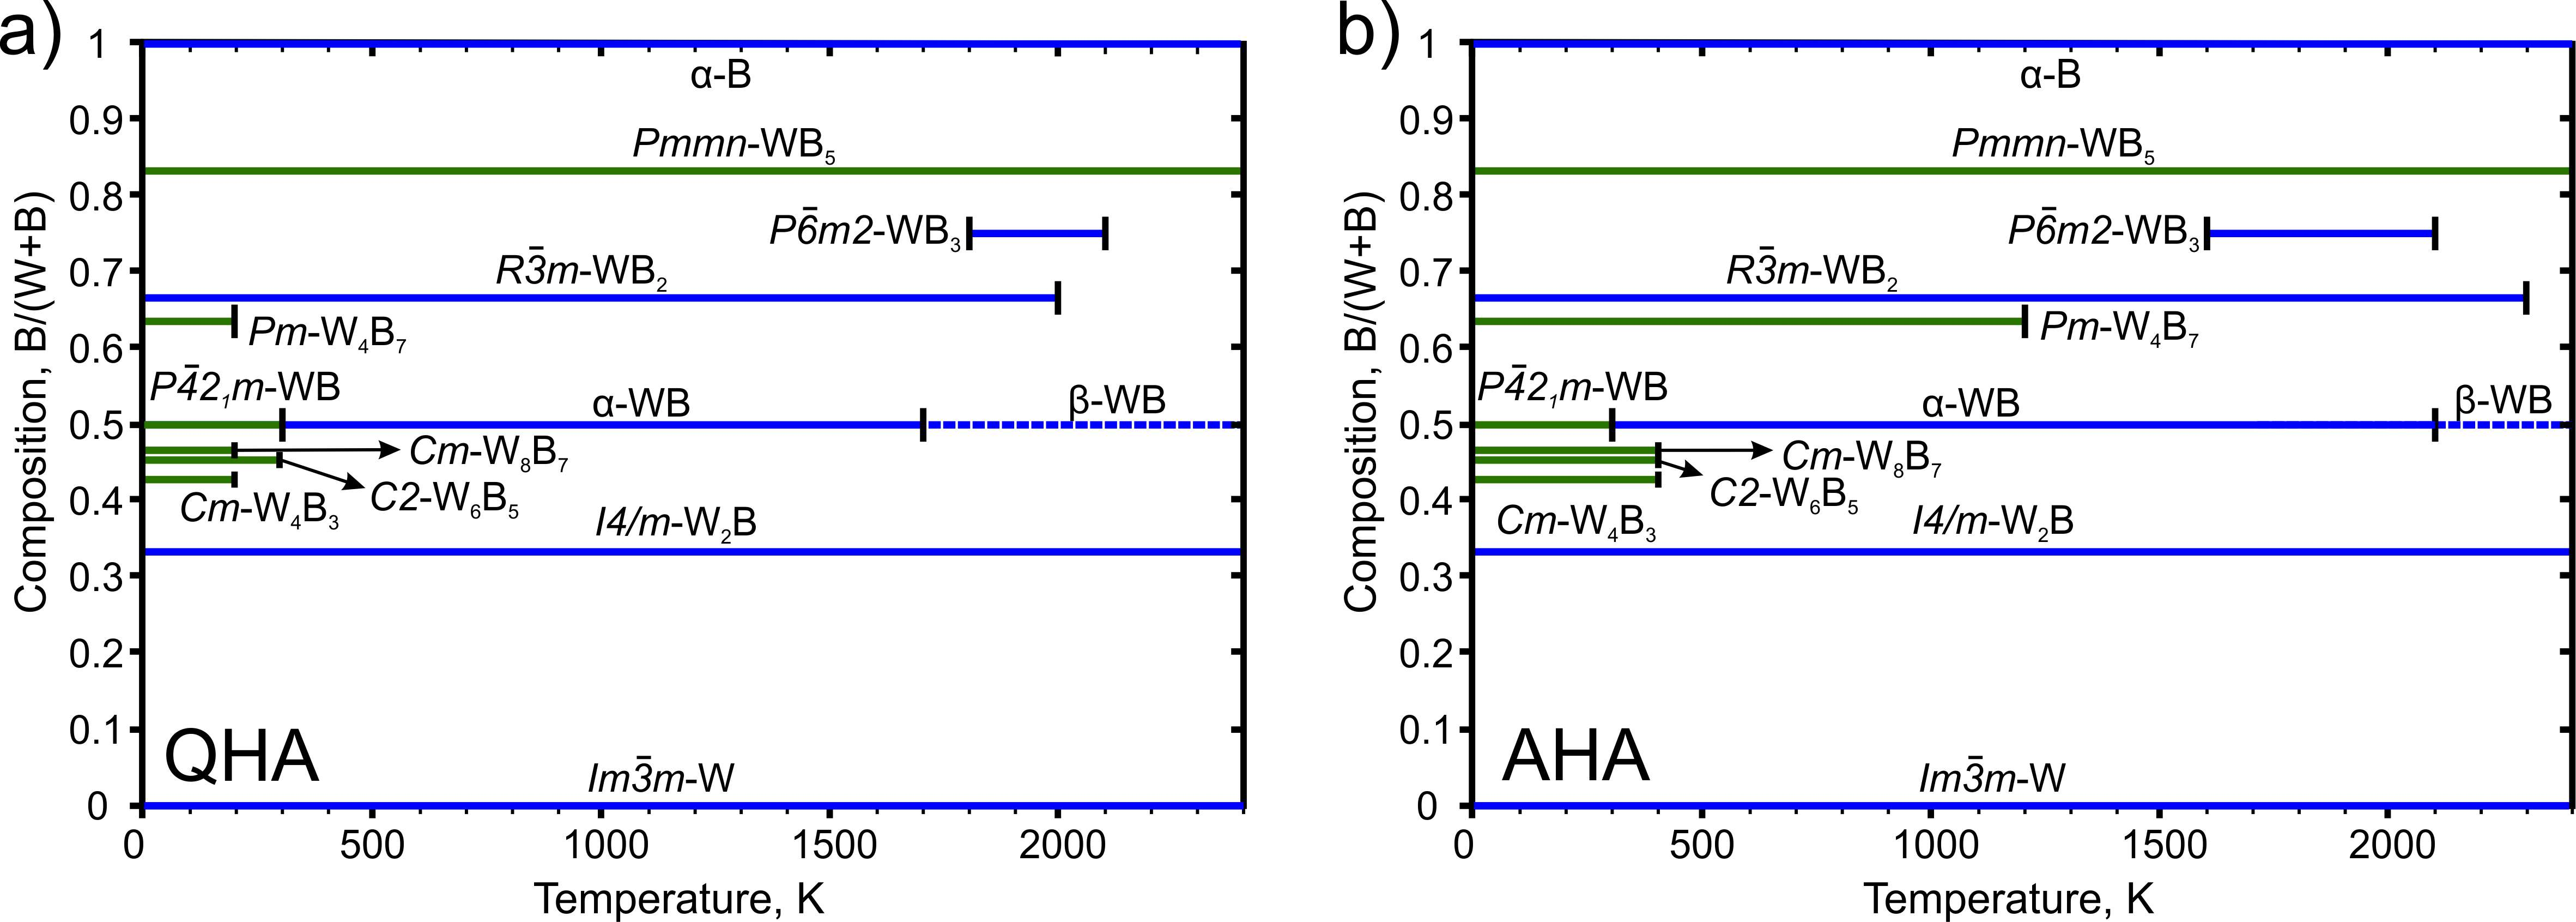 a)
1
0.9
0.8
0.7
0.6
0.5
0.4
0.3
0.2
0.1
0
Composition, B/(W+B)
α-B
Pmmn-WB₅
P6̄m2-WB₃
R3̄m-WB₂
Pm-W₄B₇
P4̄2₁m-WB
α-WB
β-WB
Cm-W₈B₇
C2-W₆B₅
Cm-W₄B₃
I4/m-W₂B
QHA
Im3̄m-W
0 500 1000 1500 2000
Temperature, K
b)
1
0.9
0.8
0.7
0.6
0.5
0.4
0.3
0.2
0.1
0
Composition, B/(W+B)
α-B
Pmmn-WB₅
P6̄m2-WB₃
R3̄m-WB₂
Pm-W₄B₇
P4̄2₁m-WB
α-WB
β-WB
Cm-W₈B₇
C2-W₆B₅
Cm-W₄B₃
I4/m-W₂B
AHA
Im3̄m-W
0 500 1000 1500 2000
Temperature, K